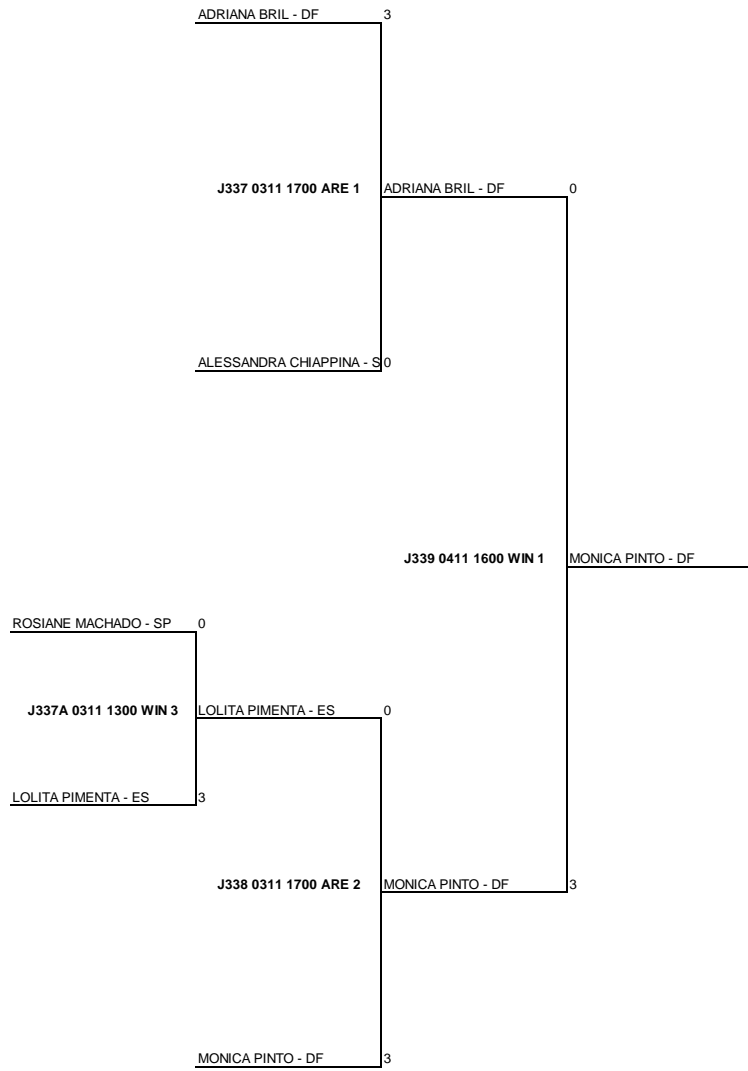 ADRIANA BRIL - DF 3
J337 0311 1700 ARE 1 ADRIANA BRIL - DF 0
ALESSANDRA CHIAPPINA - S 0
J339 0411 1600 WIN 1 MONICA PINTO - DF
ROSIANE MACHADO - SP 0
J337A 0311 1300 WIN 3 LOLITA PIMENTA - ES 0
LOLITA PIMENTA - ES 3
J338 0311 1700 ARE 2 MONICA PINTO - DF 3
MONICA PINTO - DF 3